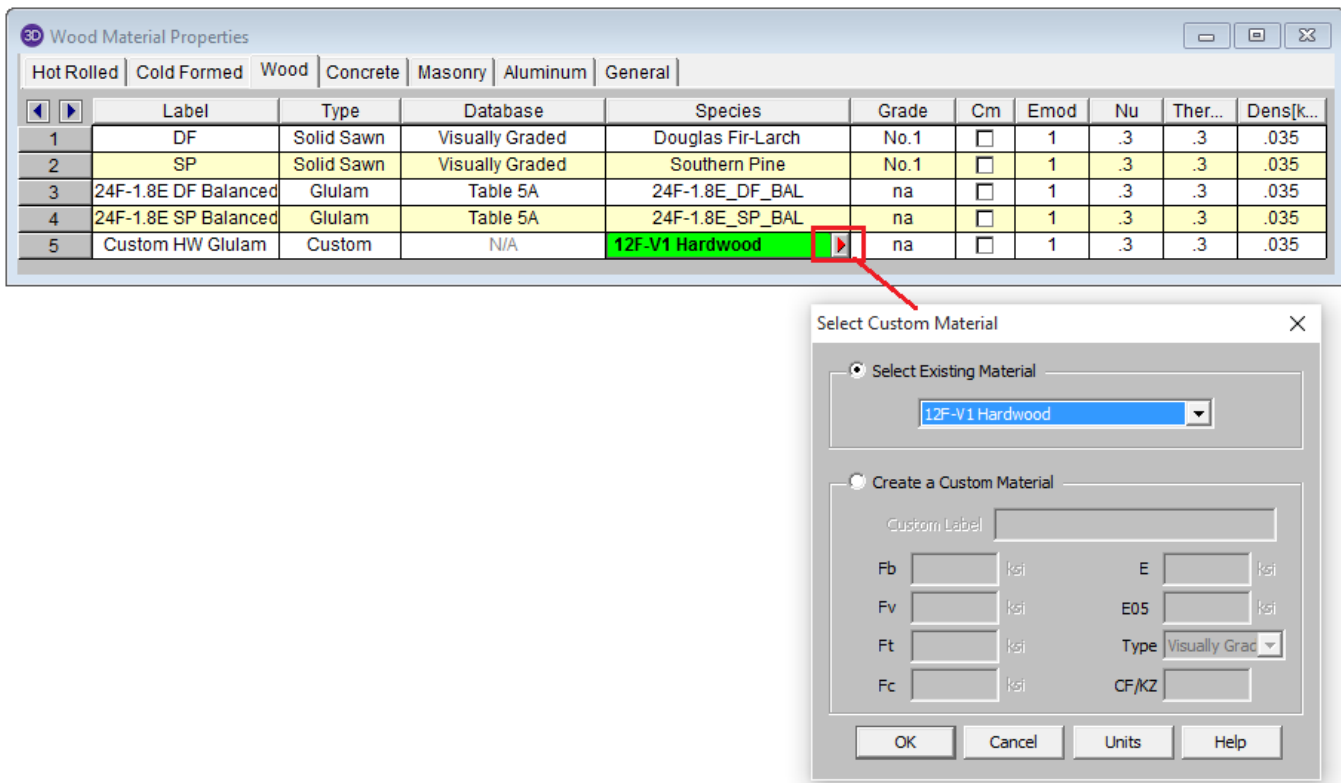 3D Wood Material Properties
Hot Rolled Cold Formed Wood Concrete Masonry Aluminum General
Label Type Database Species Grade Cm Emod Nu Ther... Dens[k...
1 DF Solid Sawn Visually Graded Douglas Fir-Larch No.1 1 .3 .3 .035
2 SP Solid Sawn Visually Graded Southern Pine No.1 1 .3 .3 .035
3 24F-1.8E DF Balanced Glulam Table 5A 24F-1.8E_DF_BAL na 1 .3 .3 .035
4 24F-1.8E SP Balanced Glulam Table 5A 24F-1.8E_SP_BAL na 1 .3 .3 .035
5 Custom HW Glulam Custom N/A 12F-V1 Hardwood na 1 .3 .3 .035
Select Custom Material
Select Existing Material
12F-V1 Hardwood
Create a Custom Material
Custom Label
Fb ksi E ksi
Fv ksi E05 ksi
Ft ksi Type Visually Grac
Fc ksi CF/KZ
OK Cancel Units Help